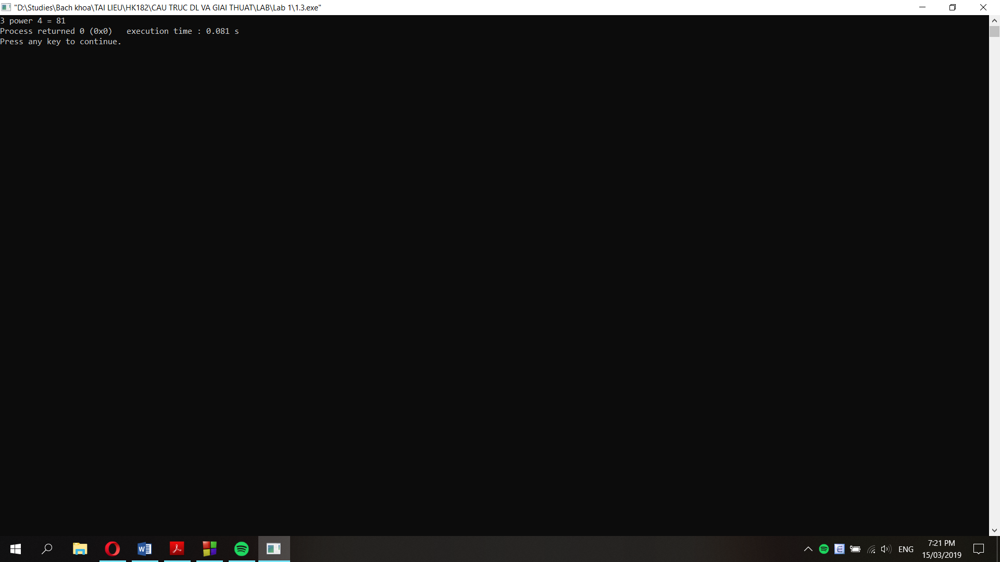 "D:\Studies\Bach khoa\TAI LIEU\HK182\CAU TRUC DL VA GIAI THUAT\LAB\Lab 1\1.3.exe"
3 power 4 = 81
Process returned 0 (0x0)   execution time : 0.081 s
Press any key to continue.
ENG
7:21 PM
15/03/2019